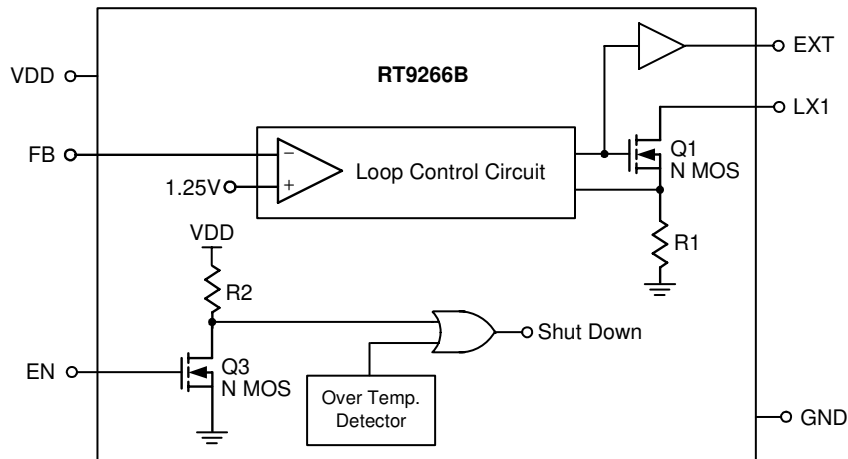 EXT
VDD
RT9266B
LX1
FB
−
1.25V
+
Loop Control Circuit
Q1
N MOS
VDD
R1
R2
Shut Down
EN
Q3
N MOS
Over Temp.
Detector
GND